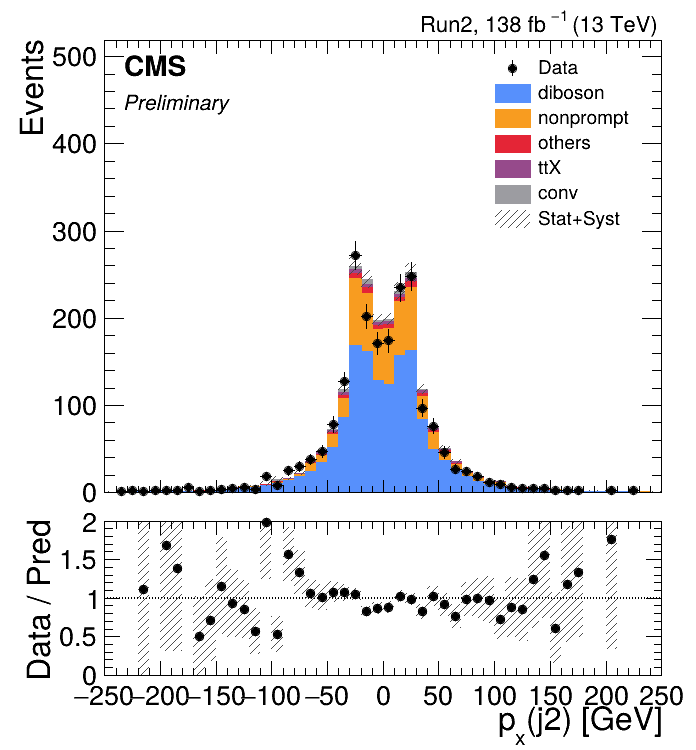 Run2, 138 fb⁻¹ (13 TeV)
CMS
Preliminary
Events
500
400
300
200
100
0
Data
diboson
nonprompt
others
ttX
conv
Stat+Syst
Data / Pred
2
1.5
1
0.5
0
−250 −200 −150 −100 −50 0 50 100 150 200 250
pₓ(j2) [GeV]